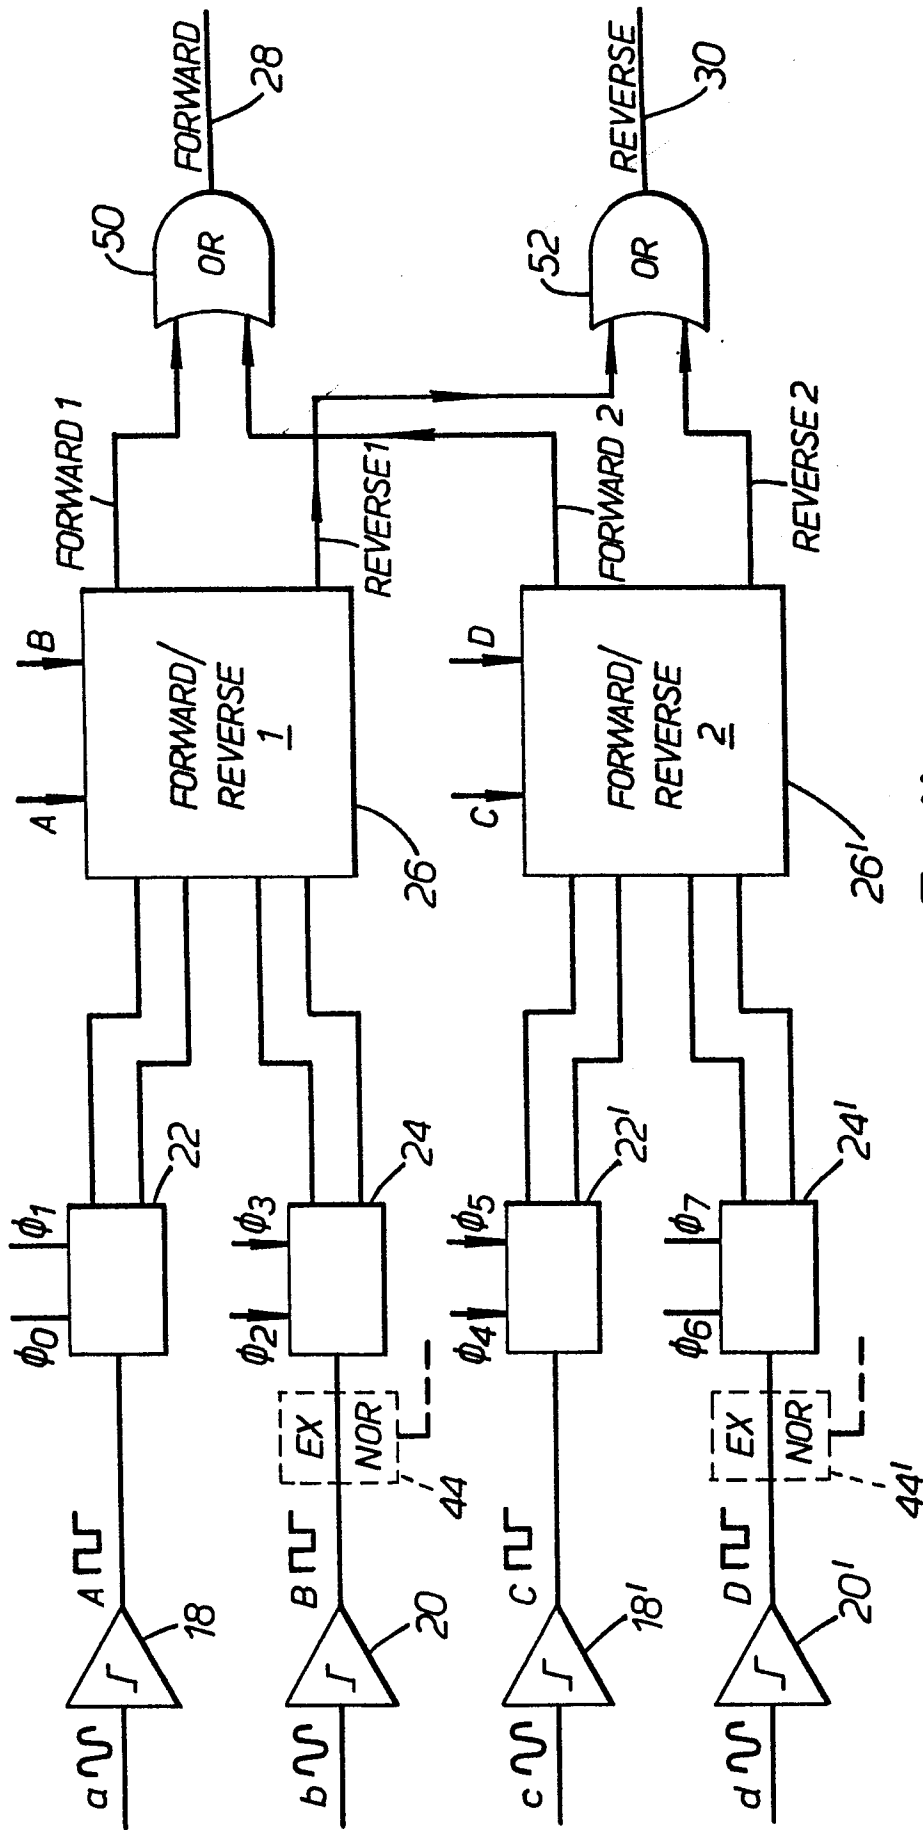 a
A
18
ϕ0
ϕ1
22
A
B
FORWARD/
REVERSE
1
26
FORWARD 1
REVERSE 1
50
OR
FORWARD
28
b
B
20
EX
NOR
44
ϕ2
ϕ3
24
c
C
18'
ϕ4
ϕ5
22'
C
D
FORWARD/
REVERSE
2
26'
FORWARD 2
REVERSE 2
52
OR
REVERSE
30
d
D
20'
EX
NOR
44'
ϕ6
ϕ7
24'